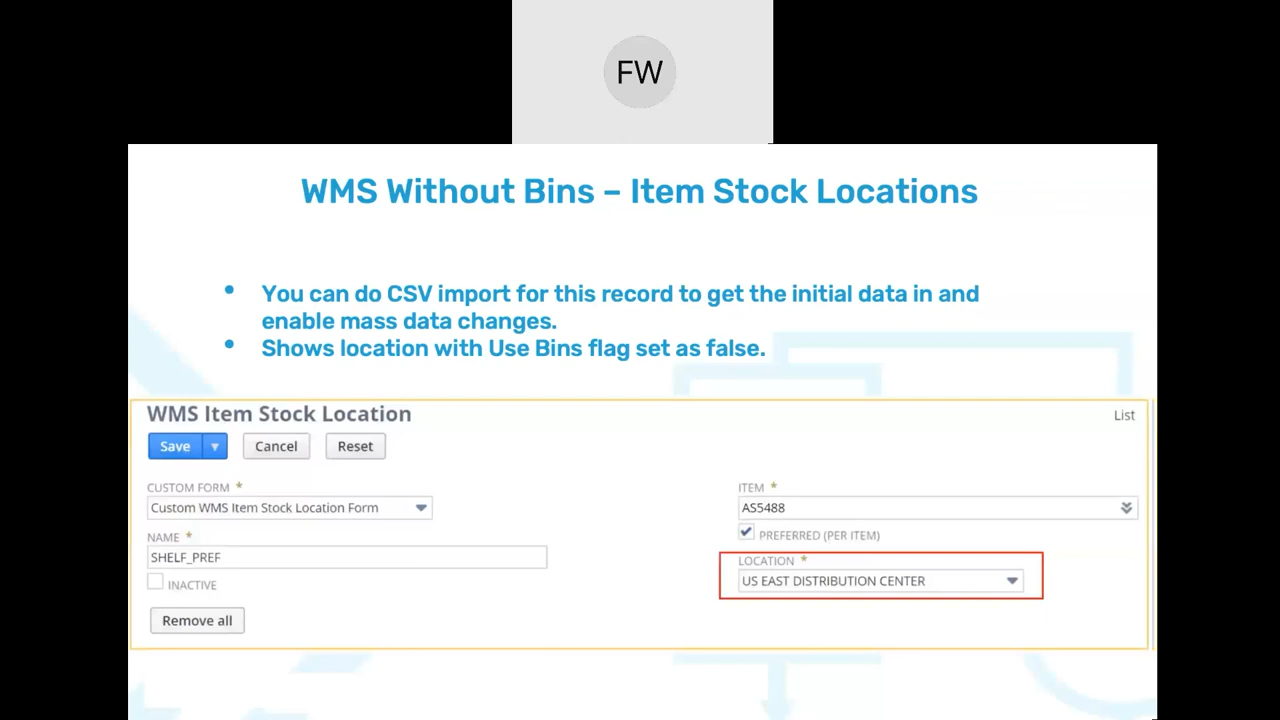 FW
WMS Without Bins – Item Stock Locations
• You can do CSV import for this record to get the initial data in and
enable mass data changes.
• Shows location with Use Bins flag set as false.
WMS Item Stock Location
List
Save
Cancel
Reset
CUSTOM FORM *
Custom WMS Item Stock Location Form
NAME *
SHELF_PREF
INACTIVE
Remove all
ITEM *
AS5488
PREFERRED (PER ITEM)
LOCATION *
US EAST DISTRIBUTION CENTER